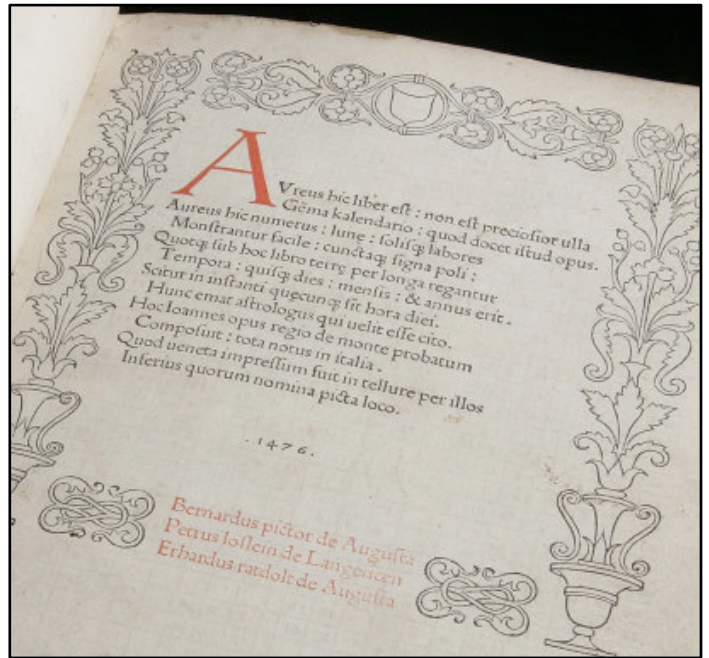 AVreus hic liber est : non est preciosior ulla
Gẽma kalendario : quod docet istud opus.
Aureus hic numerus : lunę : solisq; labores
Monstrantur facile : cunctaq; signa poli :
Quotq; sub hoc libro terrę per longa regantur
Tempora : quisq; dies : mensis : & annus erit .
Scitur in instanti quęcunq; sit hora diei.
Hunc emat astrologus qui uelit esse cito.
Hoc Ioannes opus regio de monte probatum
Composuit : tota notus in italia .
Quod ueneta impressum fuit in tellure per illos
Inferius quorum nomina picta loco.
. 1476.
Bernardus pictor de Augusta
Petrus loslein de Langencen
Erhardus ratdolt de Augusta